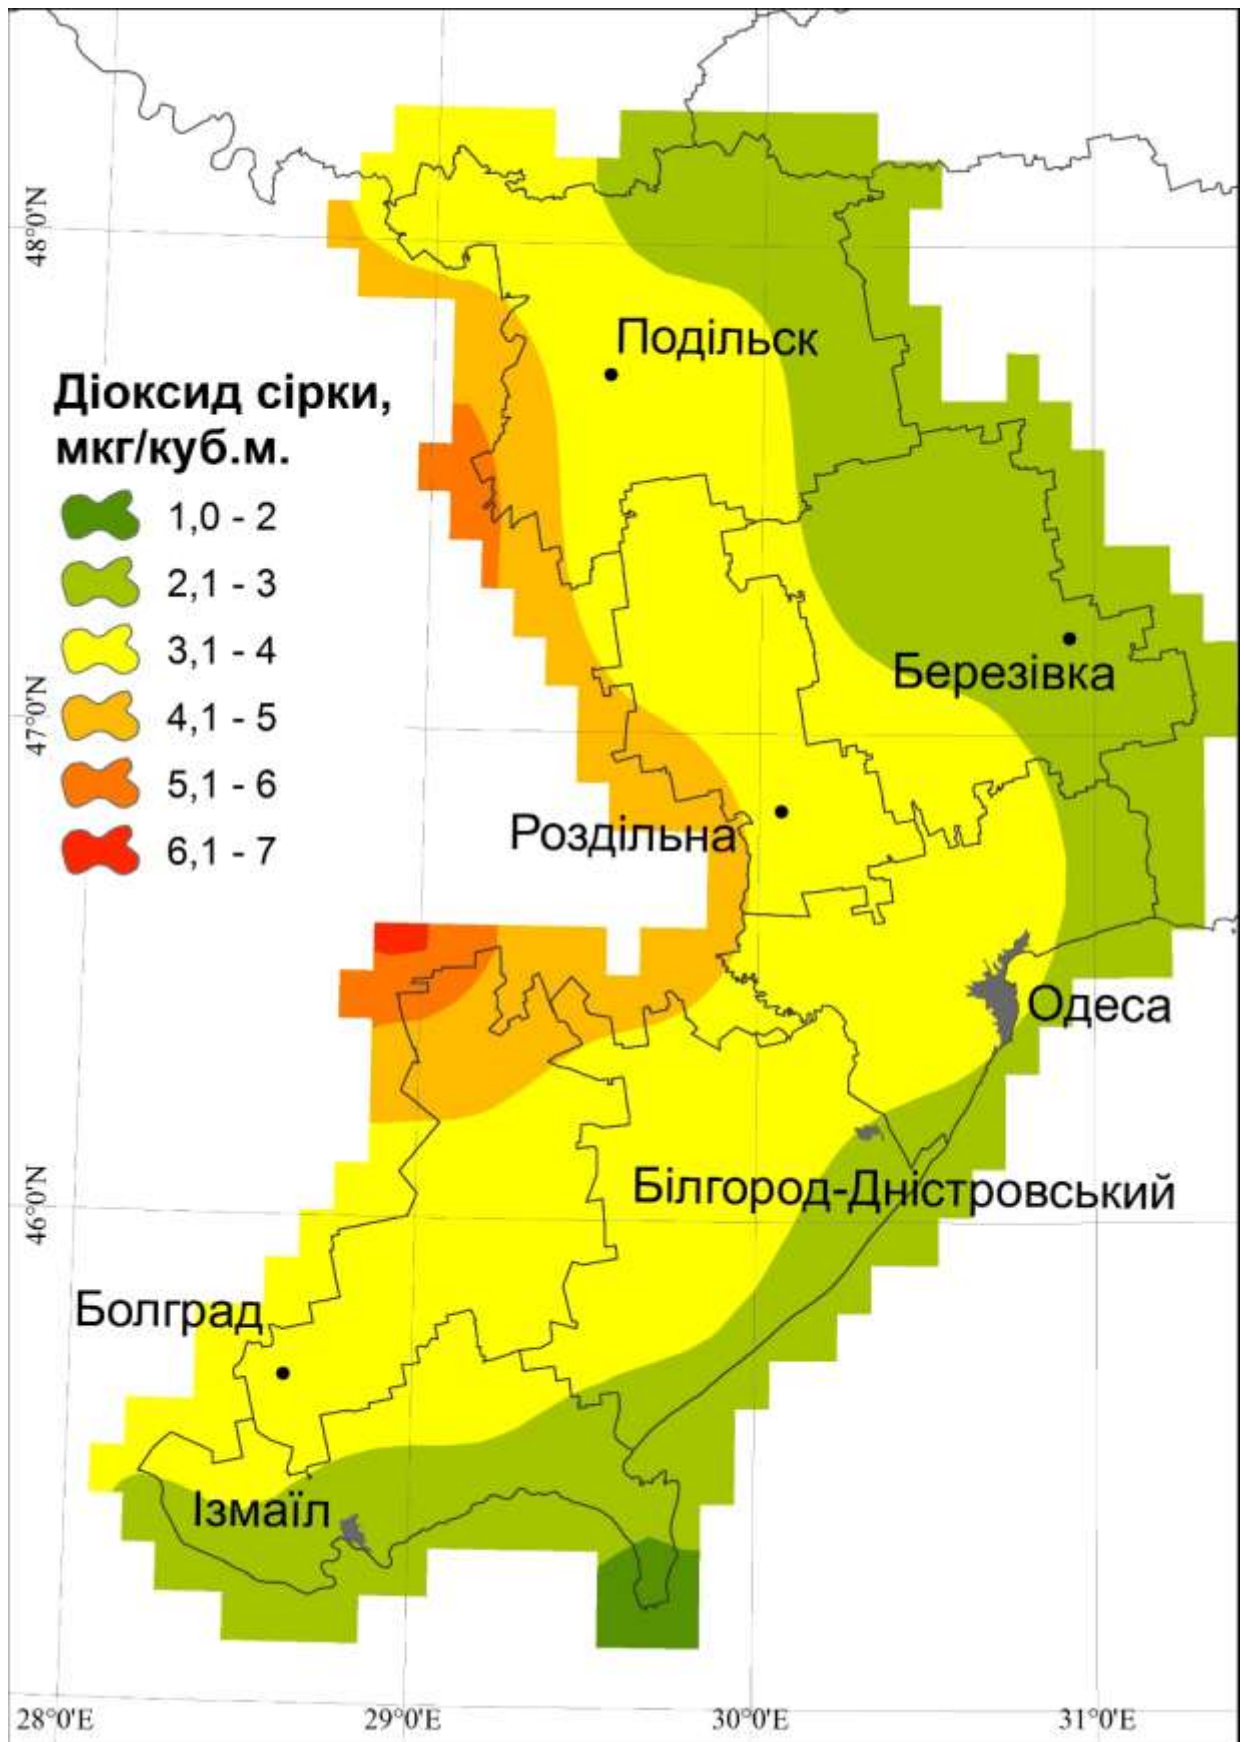 48°0'N
Подільск
Діоксид сірки,
мкг/куб.м.
1,0 - 2
2,1 - 3
3,1 - 4
4,1 - 5
5,1 - 6
6,1 - 7
Березівка
47°0'N
Роздільна
Одеса
46°0'N
Білгород-Дністровський
Болград
Ізмаїл
28°0'E
29°0'E
30°0'E
31°0'E